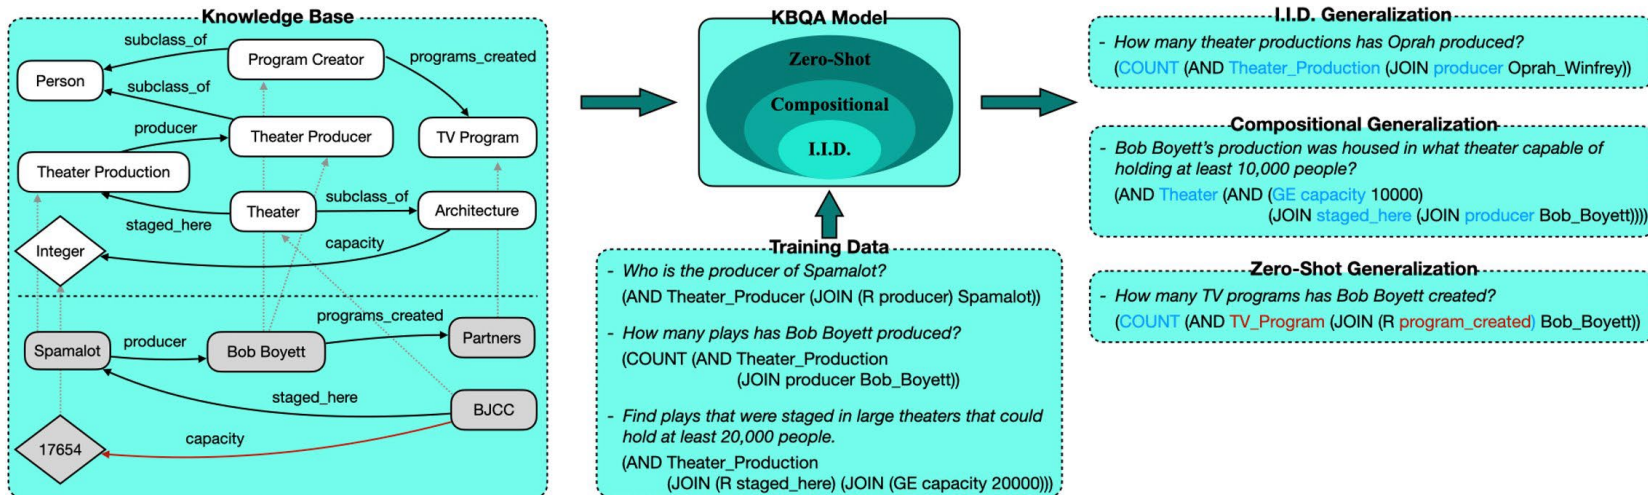 Knowledge Base
subclass_of
Program Creator
programs_created
Person
subclass_of
producer
Theater Producer
TV Program
Theater Production
Theater
subclass_of
Architecture
staged_here
capacity
Integer
programs_created
Spamalot
producer
Bob Boyett
Partners
staged_here
BJCC
17654
capacity
KBQA Model
Zero-Shot
Compositional
I.I.D.
Training Data
- Who is the producer of Spamalot?
(AND Theater_Producer (JOIN (R producer) Spamalot))
- How many plays has Bob Boyett produced?
(COUNT (AND Theater_Production
(JOIN producer Bob_Boyett))
- Find plays that were staged in large theaters that could
hold at least 20,000 people.
(AND Theater_Production
(JOIN (R staged_here) (JOIN (GE capacity 20000)))
I.I.D. Generalization
- How many theater productions has Oprah produced?
(COUNT (AND Theater_Production (JOIN producer Oprah_Winfrey))
Compositional Generalization
- Bob Boyett's production was housed in what theater capable of
holding at least 10,000 people?
(AND Theater (AND (GE capacity 10000)
(JOIN staged_here (JOIN producer Bob_Boyett))))
Zero-Shot Generalization
- How many TV programs has Bob Boyett created?
(COUNT (AND TV_Program (JOIN (R program_created) Bob_Boyett))